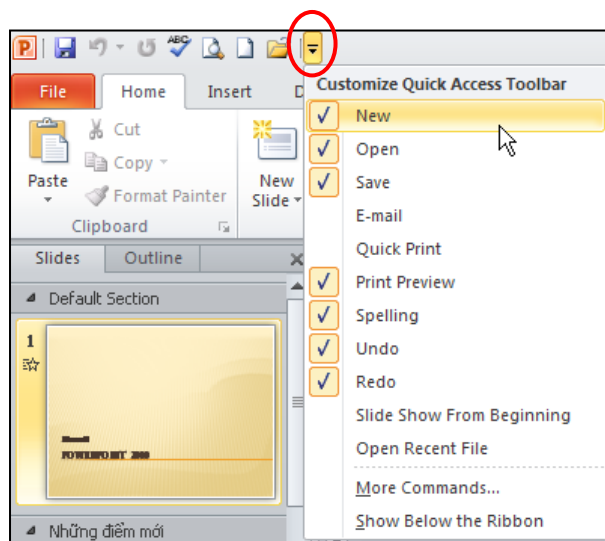 P
ABC
File Home Insert D
Customize Quick Access Toolbar
New
Open
Save
E-mail
Quick Print
Print Preview
Spelling
Undo
Redo
Slide Show From Beginning
Open Recent File
More Commands...
Show Below the Ribbon
Cut
Copy
Format Painter
Paste
New
Slide
Clipboard
Slides Outline
Default Section
1
POWERPOINT
Những điểm mới